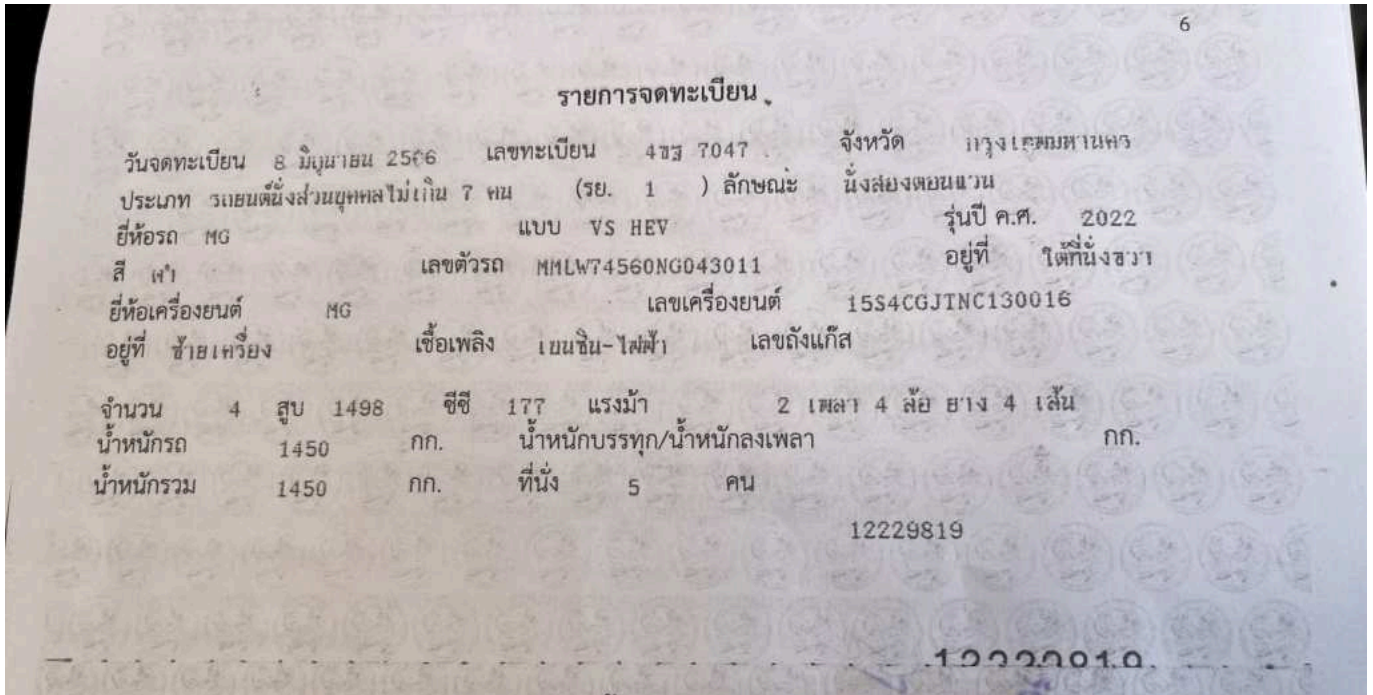 6
รายการจดทะเบียน
วันจดทะเบียน 8 มิถุนายน 2566 เลขทะเบียน 4ขฐ 7047 จังหวัด กรุงเทพมหานคร
ประเภท รถยนต์นั่งส่วนบุคคลไม่เกิน 7 คน (รย. 1 ) ลักษณะ นั่งสองตอนแวน
ยี่ห้อรถ MG แบบ VS HEV รุ่นปี ค.ศ. 2022
สี ดำ เลขตัวรถ MMLW74560NG043011 อยู่ที่ ใต้ที่นั่งขวา
ยี่ห้อเครื่องยนต์ MG เลขเครื่องยนต์ 15S4CGJTNC130016
อยู่ที่ ซ้ายเครื่อง เชื้อเพลิง เบนซิน-ไฟฟ้า เลขถังแก๊ส
จำนวน 4 สูบ 1498 ซีซี 177 แรงม้า 2 เพลา 4 ล้อ ยาง 4 เส้น
น้ำหนักรถ 1450 กก. น้ำหนักบรรทุก/น้ำหนักลงเพลา กก.
น้ำหนักรวม 1450 กก. ที่นั่ง 5 คน
12229819
12229819